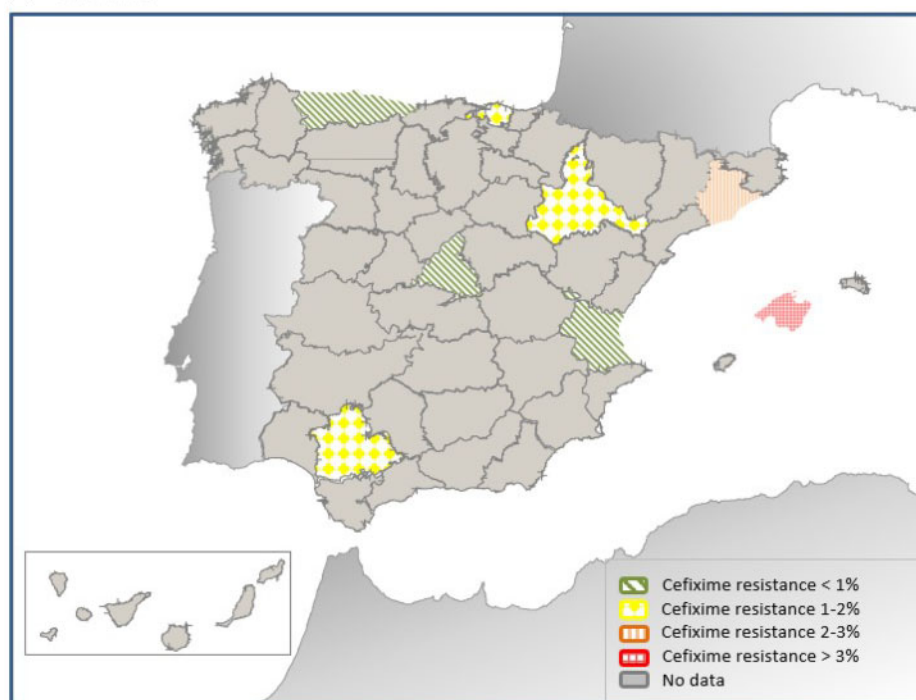 Cefixime resistance < 1%
Cefixime resistance 1-2%
Cefixime resistance 2-3%
Cefixime resistance > 3%
No data